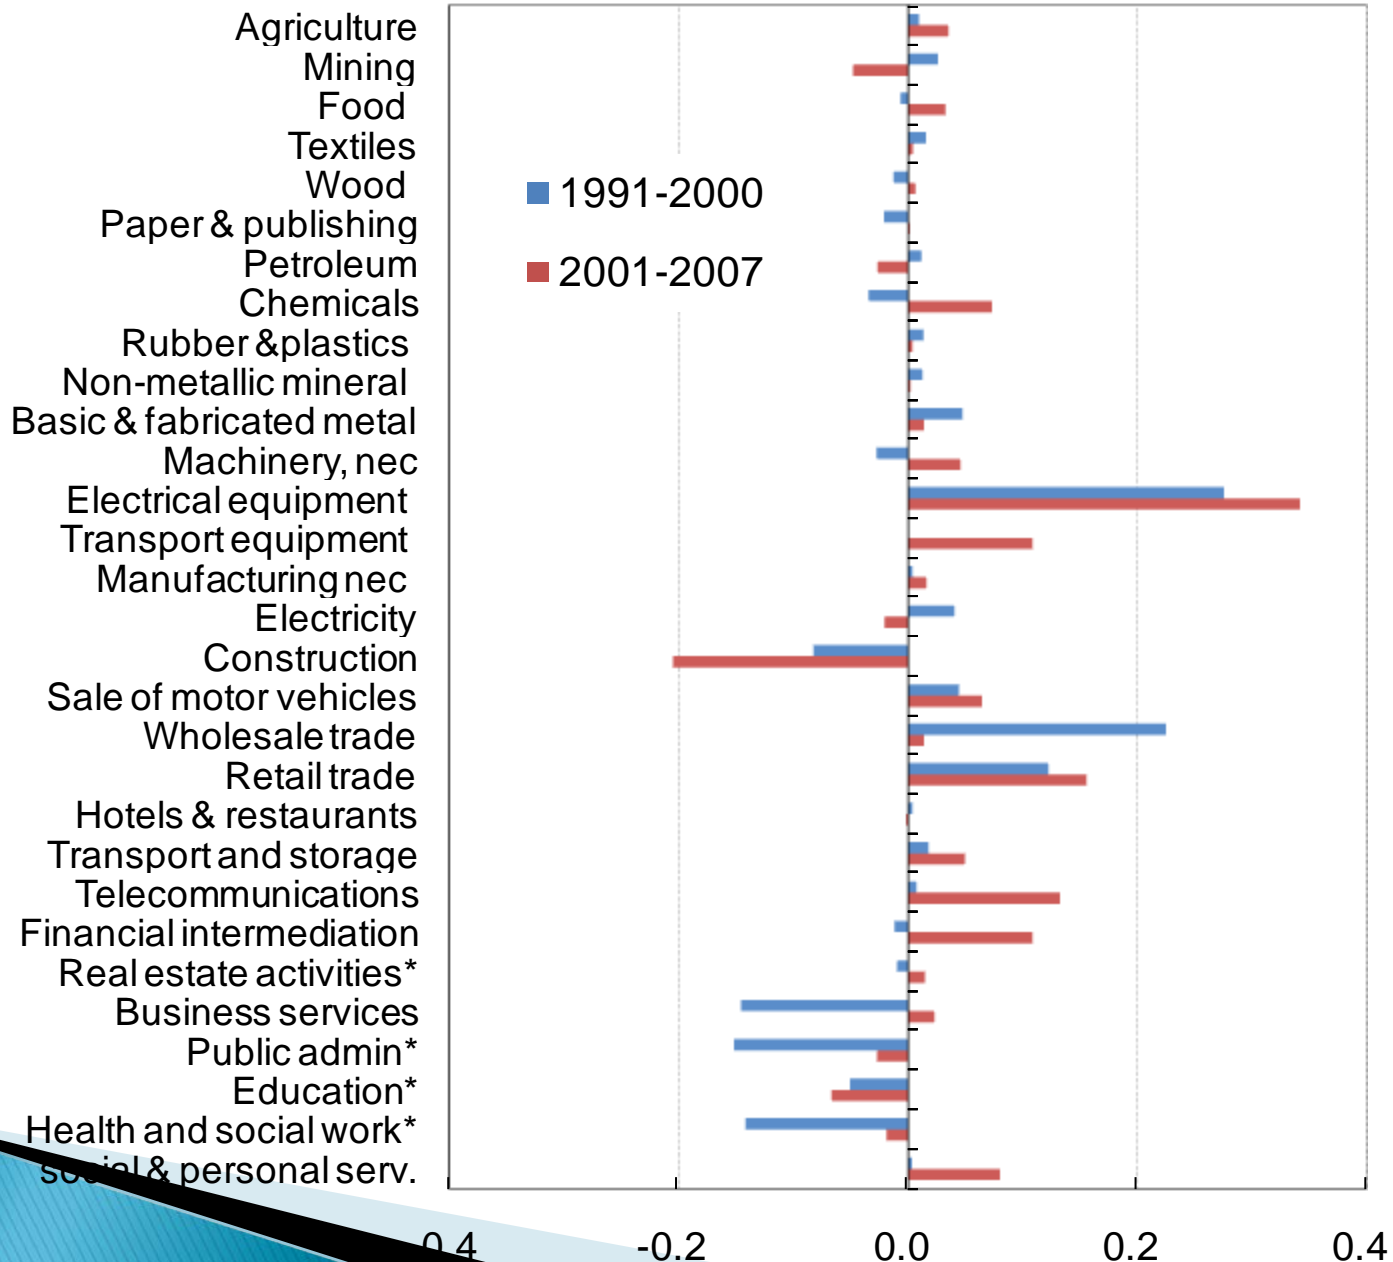 Agriculture
Mining
Food
Textiles
Wood
Paper & publishing
Petroleum
Chemicals
Rubber &plastics
Non-metallic mineral
Basic & fabricated metal
Machinery, nec
Electrical equipment
Transport equipment
Manufacturing nec
Electricity
Construction
Sale of motor vehicles
Wholesale trade
Retail trade
Hotels & restaurants
Transport and storage
Telecommunications
Financial intermediation
Real estate activities*
Business services
Public admin*
Education*
Health and social work*
social & personal serv.
1991-2000
2001-2007
0.4 -0.2 0.0 0.2 0.4